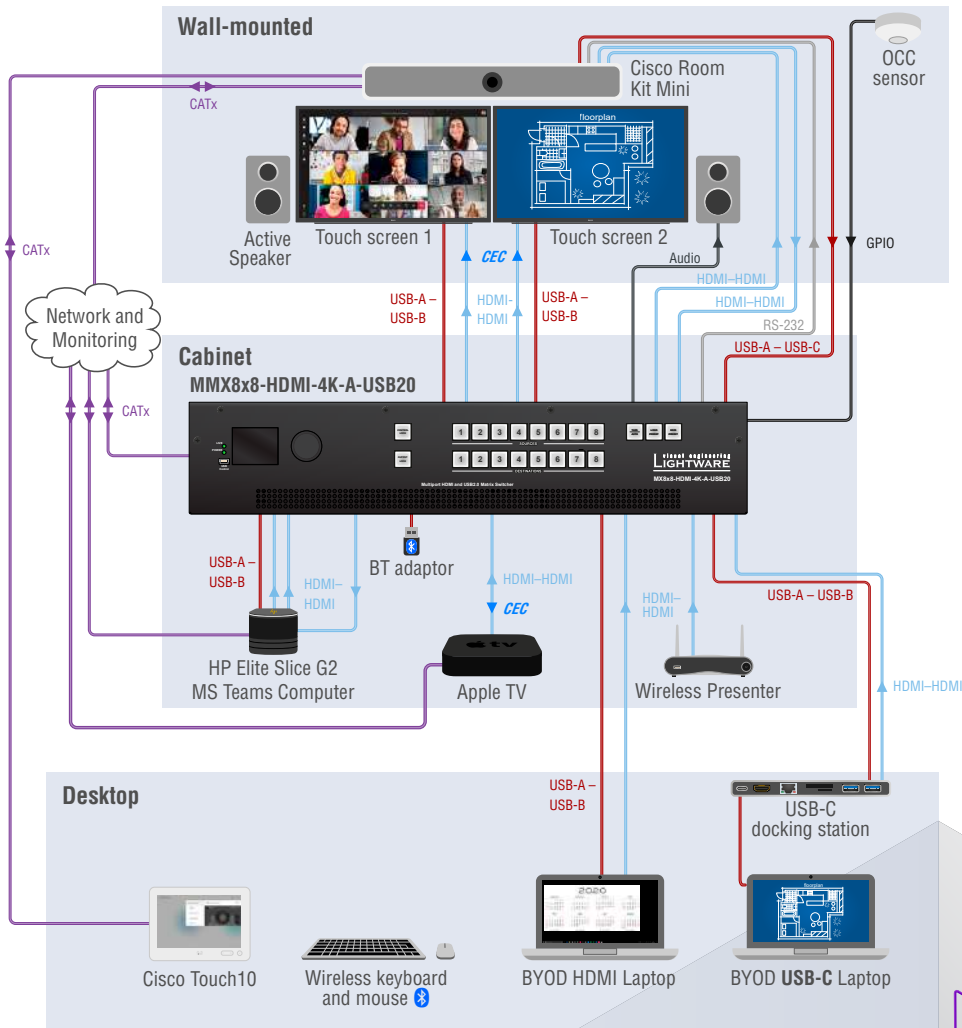 Wall-mounted
OCC
sensor
Cisco Room
Kit Mini
CATx
floorplan
CATx
Active
Speaker
Touch screen 1
Touch screen 2
CEC
Audio
GPIO
HDMI–HDMI
HDMI–HDMI
RS-232
USB-A – USB-C
USB-A –
USB-B
HDMI-
HDMI
USB-A –
USB-B
Network and
Monitoring
CATx
Cabinet
MMX8x8-HDMI-4K-A-USB20
LIVE
POWER
1 2 3 4 5 6 7 8
SOURCES
1 2 3 4 5 6 7 8
DESTINATIONS
visual engineering
LIGHTWARE
MX8x8-HDMI-4K-A-USB20
Multiport HDMI and USB2.0 Matrix Switcher
USB-A –
USB-B
HDMI–
HDMI
BT adaptor
HDMI–HDMI
CEC
HDMI–
HDMI
USB-A – USB-B
HDMI–HDMI
HP Elite Slice G2
MS Teams Computer
tv
Apple TV
Wireless Presenter
Desktop
USB-A –
USB-B
USB-C
docking station
2020
floorplan
Cisco Touch10
Wireless keyboard
and mouse
BYOD HDMI Laptop
BYOD USB-C Laptop